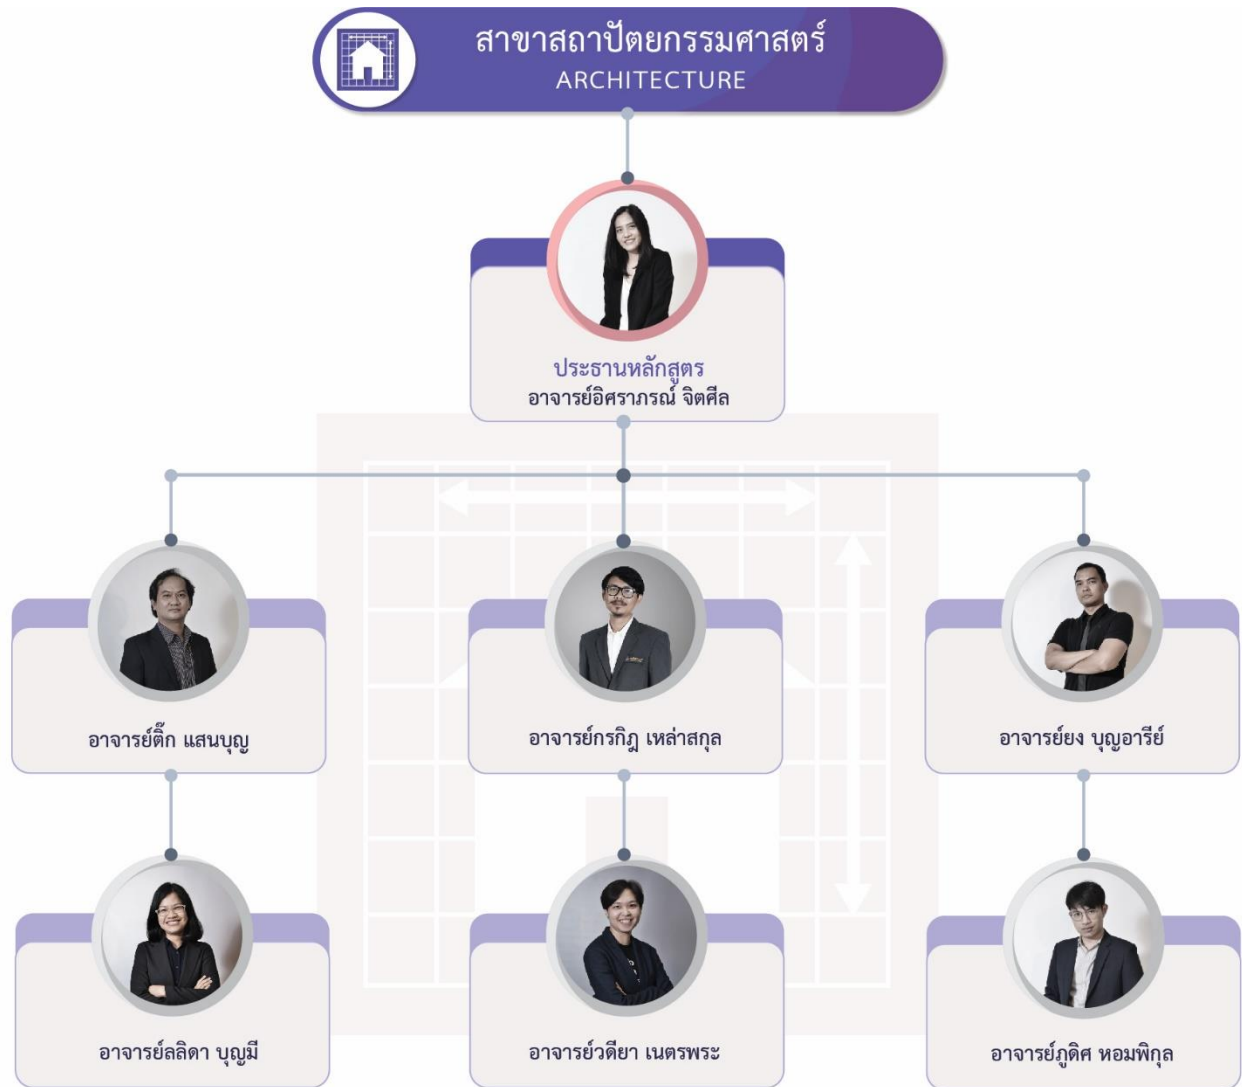 สาขาสถาปัตยกรรมศาสตร์
ARCHITECTURE
ประธานหลักสูตร
อาจารย์อิศราภรณ์ จิตศีล
อาจารย์ติ๊ก แสนบุญ
อาจารย์กรกิฎ เหล่าสกุล
อาจารย์ยง บุญอารีย์
อาจารย์ลลิดา บุญมี
อาจารย์วดียา เนตรพระ
อาจารย์ภูดิศ หอมพิกุล